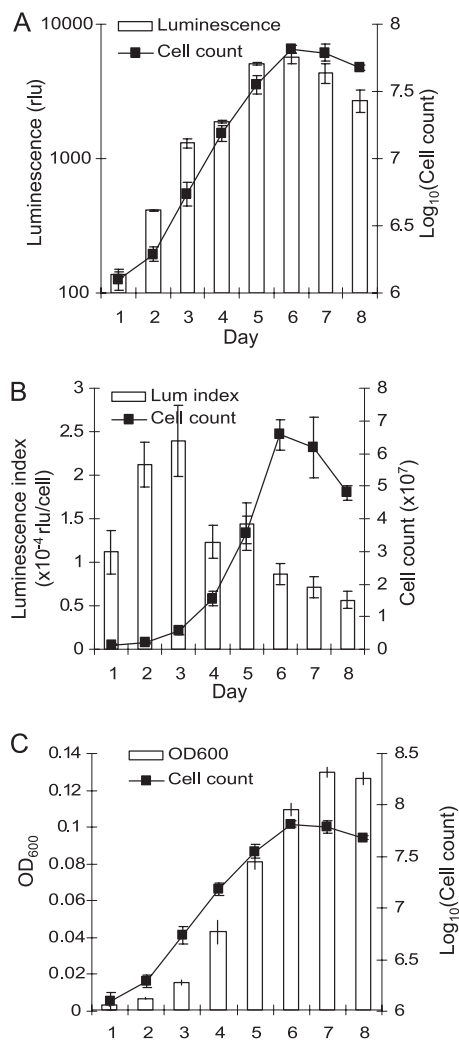 A
Luminescence
Cell count
Luminescence (rlu)
10000
1000
100
Log10(Cell count)
8
7.5
7
6.5
6
1 2 3 4 5 6 7 8
Day
B
Lum index
Cell count
Luminescence index
(x10-4 rlu/cell)
3
2.5
2
1.5
1
0.5
0
Cell count (x107)
8
7
6
5
4
3
2
1
0
1 2 3 4 5 6 7 8
Day
C
OD600
Cell count
OD600
0.14
0.12
0.1
0.08
0.06
0.04
0.02
0
Log10(Cell count)
8.5
8
7.5
7
6.5
6
1 2 3 4 5 6 7 8
Day